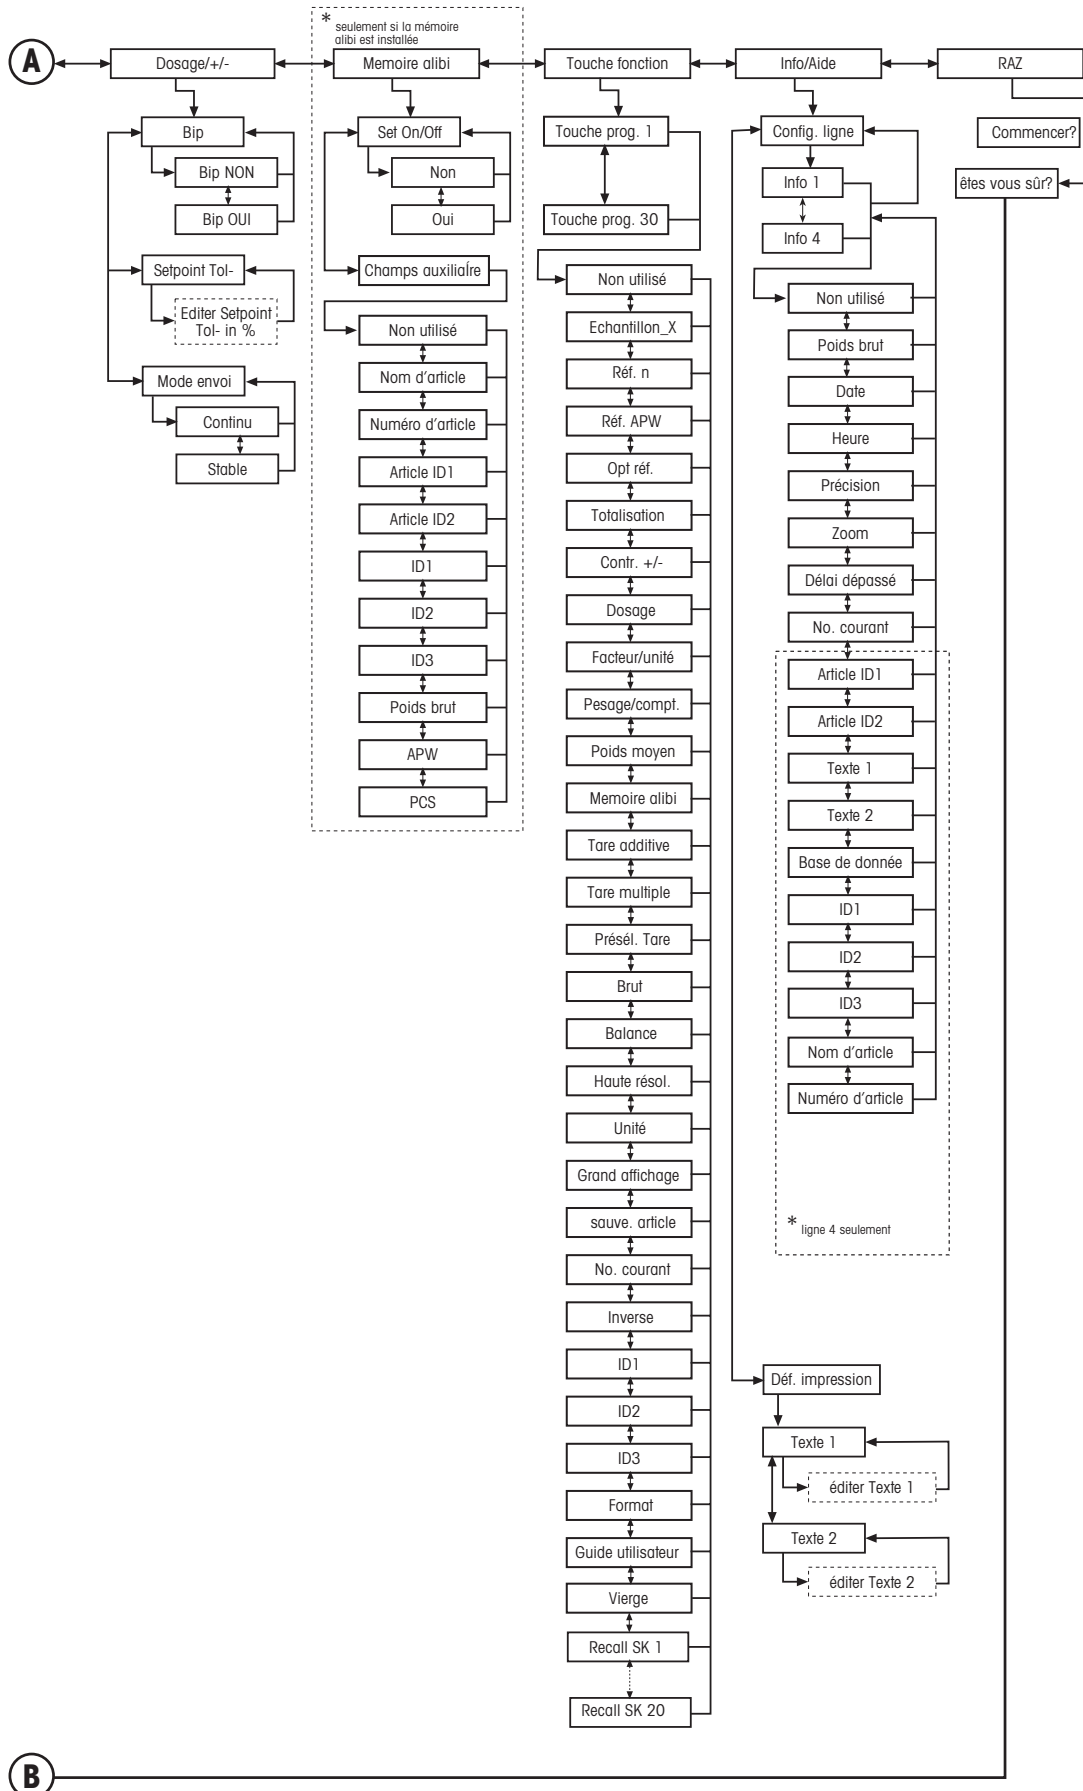 *
seulement si la mémoire
alibi est installée
A
Dosage/+/-
Memoire alibi
Touche fonction
Info/Aide
RAZ
Bip
Bip NON
Bip OUI
Setpoint Tol-
Editer Setpoint
Tol- in %
Mode envoi
Continu
Stable
Set On/Off
Non
Oui
Champs auxiliaÍre
Non utilisé
Nom d'article
Numéro d'article
Article ID1
Article ID2
ID1
ID2
ID3
Poids brut
APW
PCS
Touche prog. 1
Touche prog. 30
Non utilisé
Echantillon_X
Réf. n
Réf. APW
Opt réf.
Totalisation
Contr. +/-
Dosage
Facteur/unité
Pesage/compt.
Poids moyen
Memoire alibi
Tare additive
Tare multiple
Présél. Tare
Brut
Balance
Haute résol.
Unité
Grand affichage
sauve. article
No. courant
Inverse
ID1
ID2
ID3
Format
Guide utilisateur
Vierge
Recall SK 1
Recall SK 20
Config. ligne
Info 1
Info 4
Non utilisé
Poids brut
Date
Heure
Précision
Zoom
Délai dépassé
No. courant
Article ID1
Article ID2
Texte 1
Texte 2
Base de donnée
ID1
ID2
ID3
Nom d'article
Numéro d'article
* ligne 4 seulement
Déf. impression
Texte 1
éditer Texte 1
Texte 2
éditer Texte 2
Commencer?
êtes vous sûr?
B